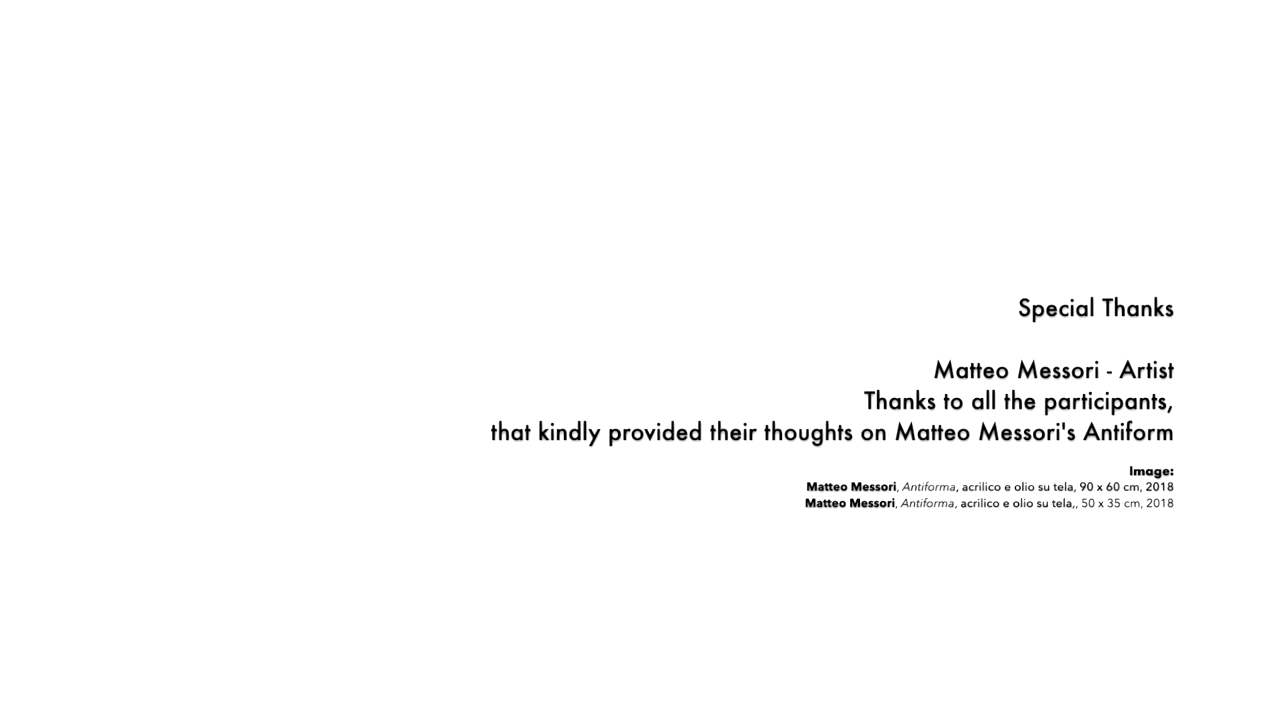 Special Thanks
Matteo Messori - Artist
Thanks to all the participants,
that kindly provided their thoughts on Matteo Messori's Antiform
Image:
Matteo Messori, Antiforma, acrilico e olio su tela, 90 x 60 cm, 2018
Matteo Messori, Antiforma, acrilico e olio su tela,, 50 x 35 cm, 2018